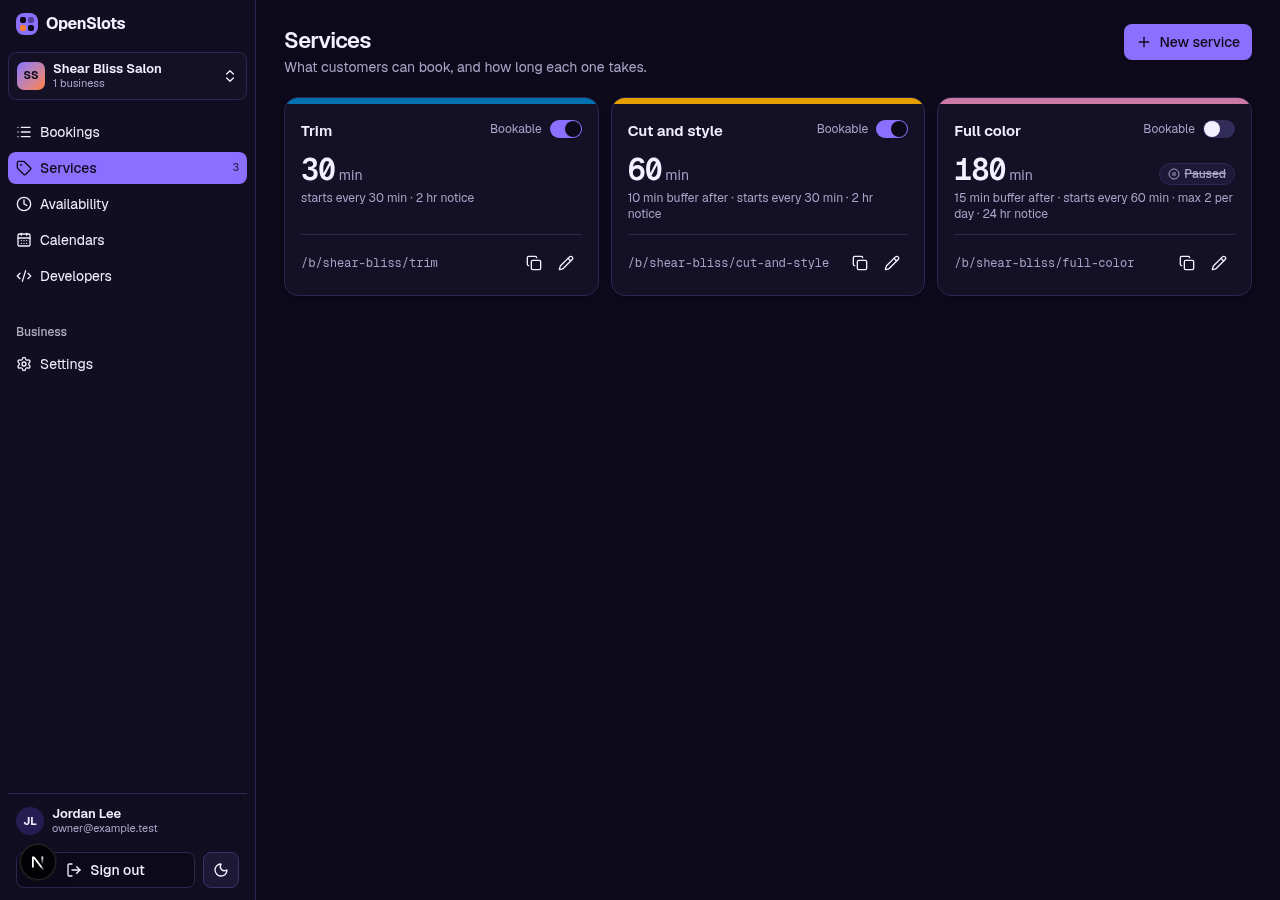 OpenSlots
SS
Shear Bliss Salon
1 business
Bookings
Services
3
Availability
Calendars
Developers
Business
Settings
JL
Jordan Lee
owner@example.test
N
Sign out
Services
What customers can book, and how long each one takes.
New service
Trim
Bookable
30 min
starts every 30 min · 2 hr notice
/b/shear-bliss/trim
Cut and style
Bookable
60 min
10 min buffer after · starts every 30 min · 2 hr
notice
/b/shear-bliss/cut-and-style
Full color
Bookable
180 min
Paused
15 min buffer after · starts every 60 min · max 2 per
day · 24 hr notice
/b/shear-bliss/full-color